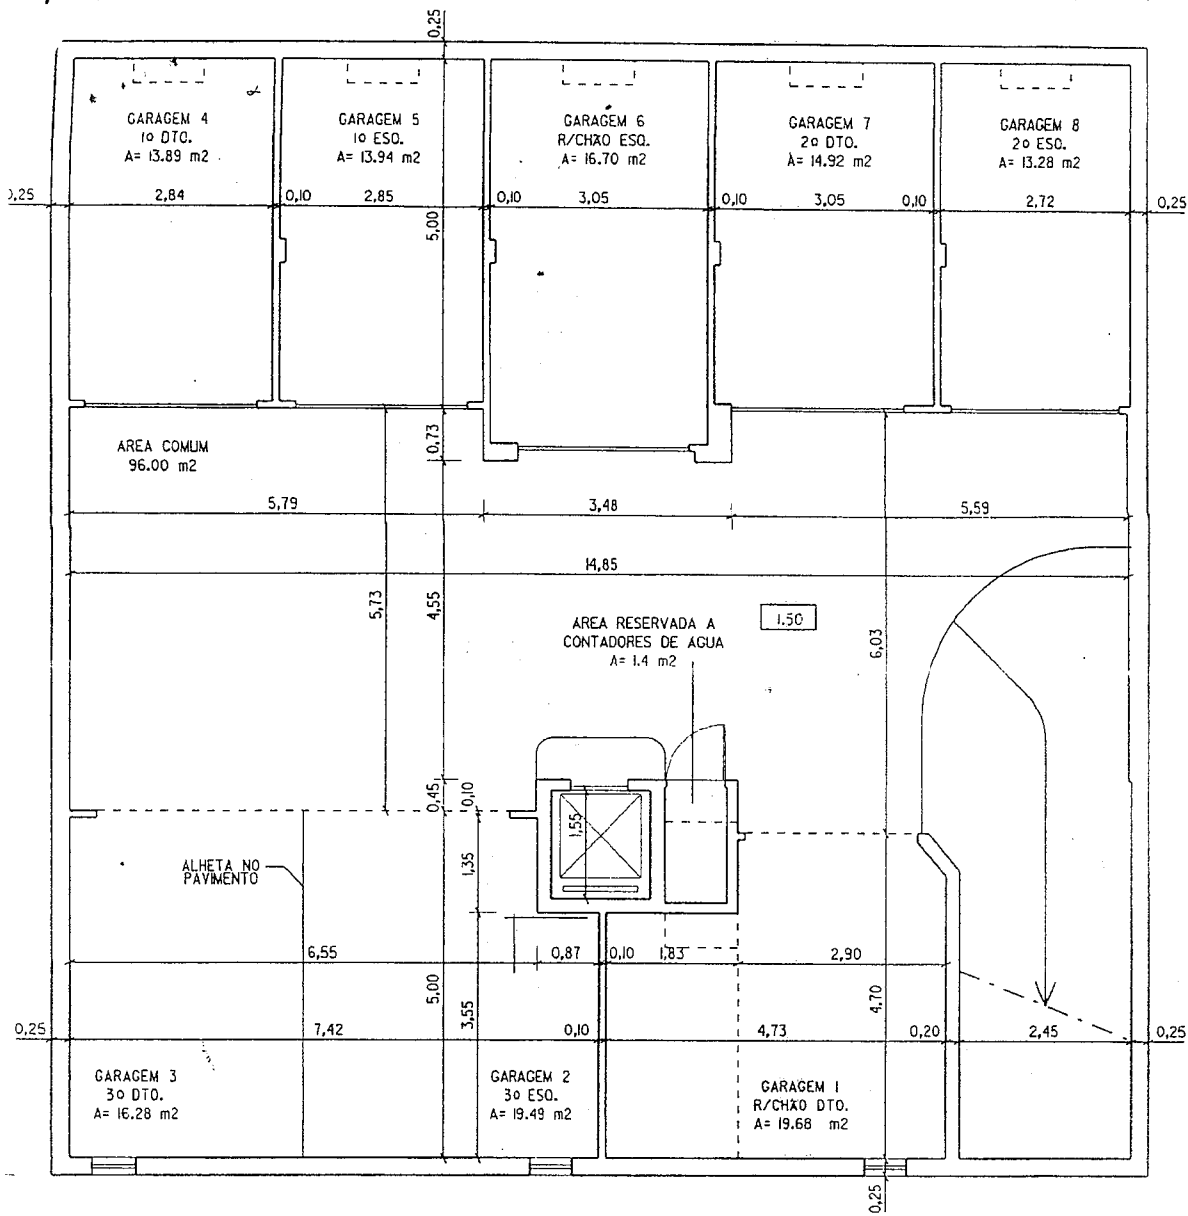 0,25
GARAGEM 4
1º DTO.
A= 13.89 m2
GARAGEM 5
1º ESQ.
A= 13.94 m2
GARAGEM 6
R/CHÃO ESQ.
A= 16.70 m2
GARAGEM 7
2º DTO.
A= 14.92 m2
GARAGEM 8
2º ESQ.
A= 13.28 m2
0,25
2,84
0,10
2,85
0,10
3,05
0,10
3,05
0,10
2,72
0,25
5,00
AREA COMUM
96.00 m2
0,73
5,79
3,48
5,59
14,85
5,73
4,55
AREA RESERVADA A
CONTADORES DE AGUA
A= 1.4 m2
1.50
6,03
0,45
0,10
1,55
1,35
ALHETA NO
PAVIMENTO
6,55
0,87
0,10
1,83
2,90
5,00
3,55
4,70
0,25
7,42
0,10
4,73
0,20
2,45
0,25
GARAGEM 3
3º DTO.
A= 16.28 m2
GARAGEM 2
3º ESQ.
A= 19.49 m2
GARAGEM 1
R/CHÃO DTO.
A= 19.68 m2
0,25